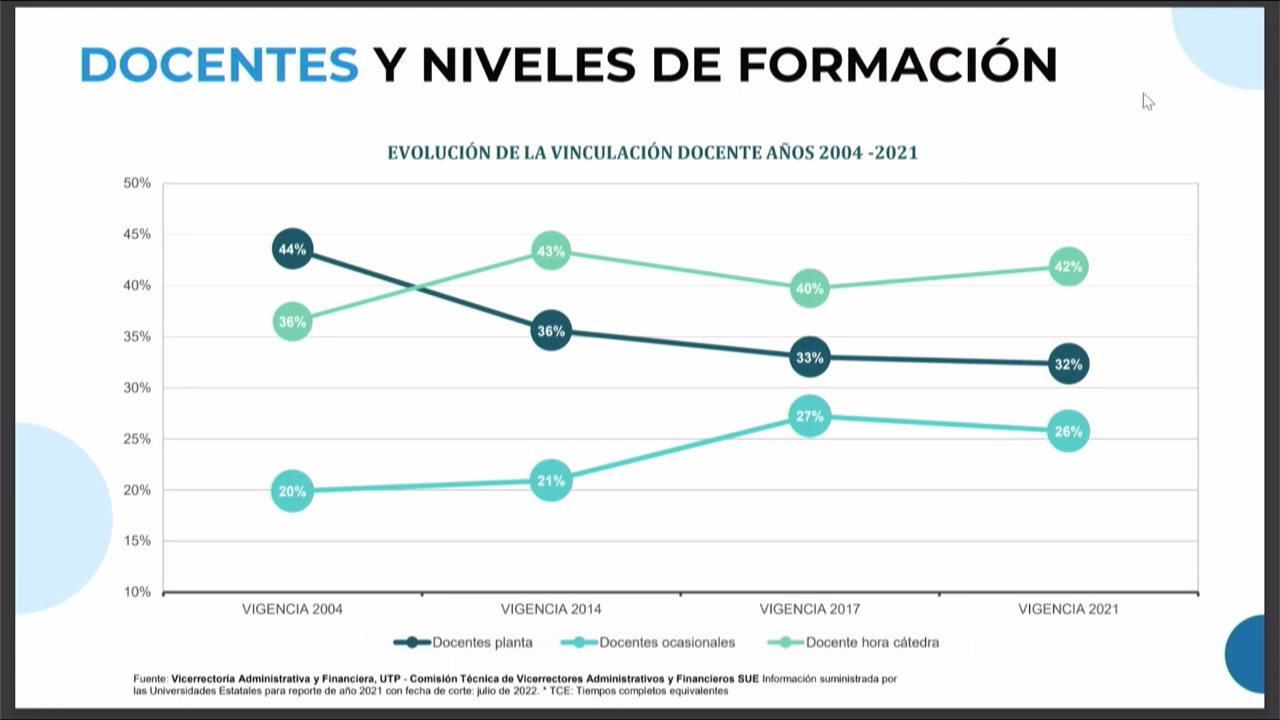 DOCENTES Y NIVELES DE FORMACIÓN
EVOLUCIÓN DE LA VINCULACIÓN DOCENTE AÑOS 2004 -2021
50%
45%
40%
35%
30%
25%
20%
15%
10%
44%
36%
33%
32%
36%
43%
40%
42%
20%
21%
27%
26%
VIGENCIA 2004
VIGENCIA 2014
VIGENCIA 2017
VIGENCIA 2021
Docentes planta
Docentes ocasionales
Docente hora cátedra
Fuente: Vicerrectoría Administrativa y Financiera, UTP - Comisión Técnica de Vicerrectores Administrativos y Financieros SUE Información suministrada por
las Universidades Estatales para reporte de año 2021 con fecha de corte: julio de 2022. * TCE: Tiempos completos equivalentes